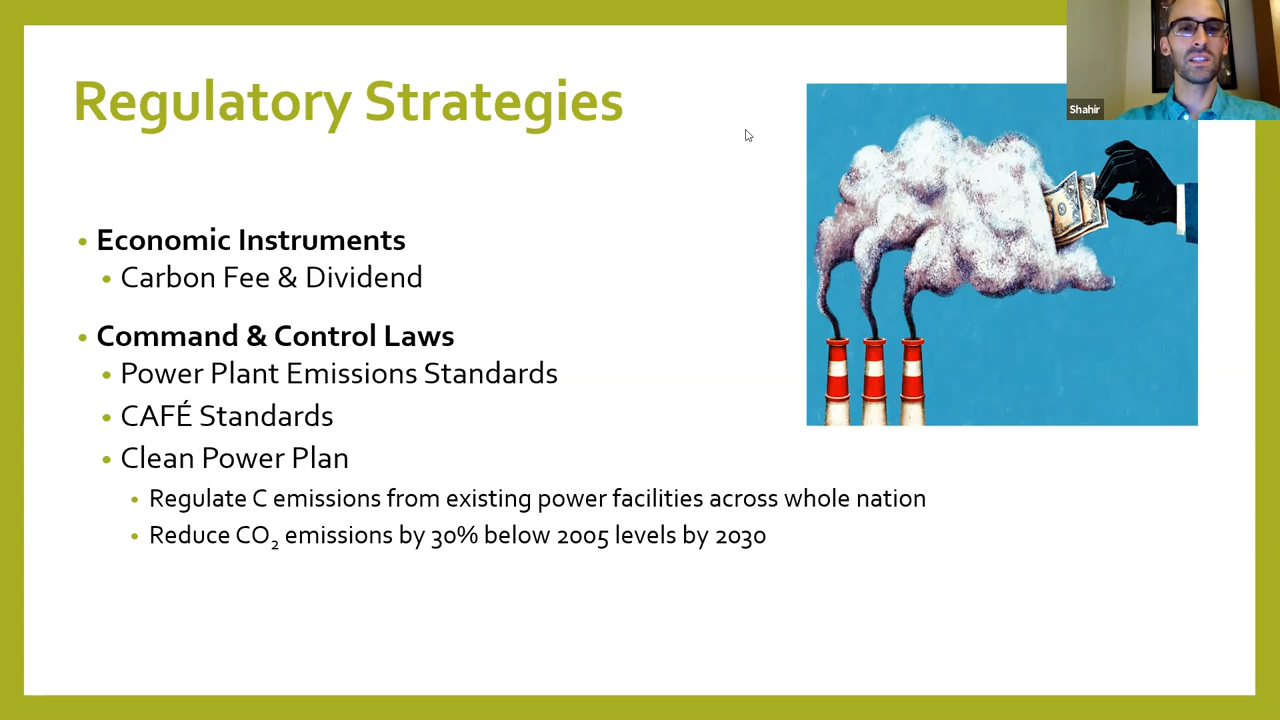 Regulatory Strategies
Shahir
• Economic Instruments
• Carbon Fee & Dividend
• Command & Control Laws
• Power Plant Emissions Standards
• CAFÉ Standards
• Clean Power Plan
• Regulate C emissions from existing power facilities across whole nation
• Reduce CO₂ emissions by 30% below 2005 levels by 2030